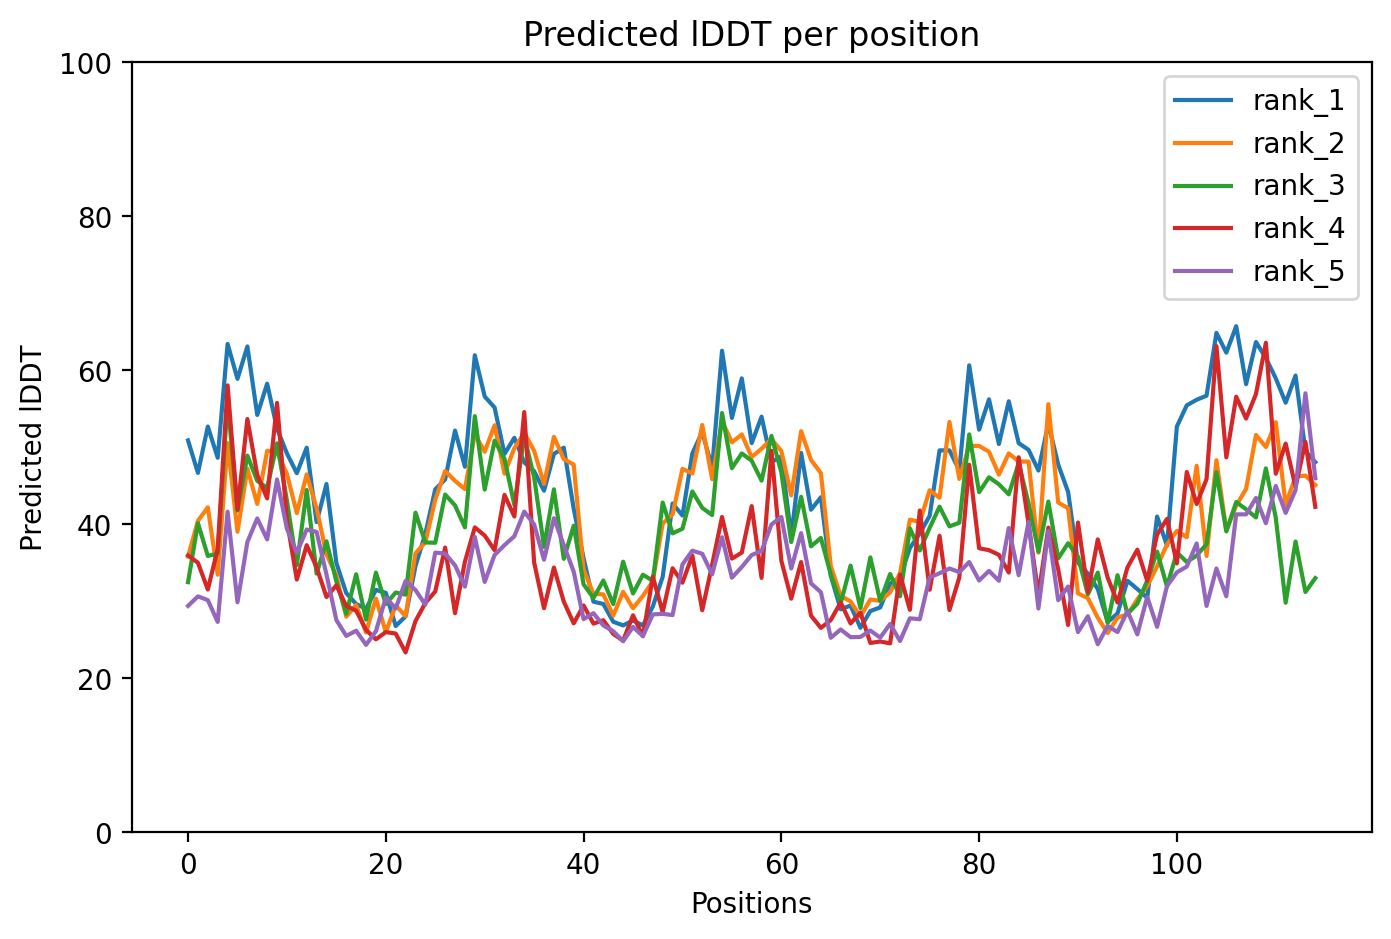 Predicted lDDT per position
100
80
60
40
20
0
Predicted lDDT
0 20 40 60 80 100
Positions
rank_1
rank_2
rank_3
rank_4
rank_5